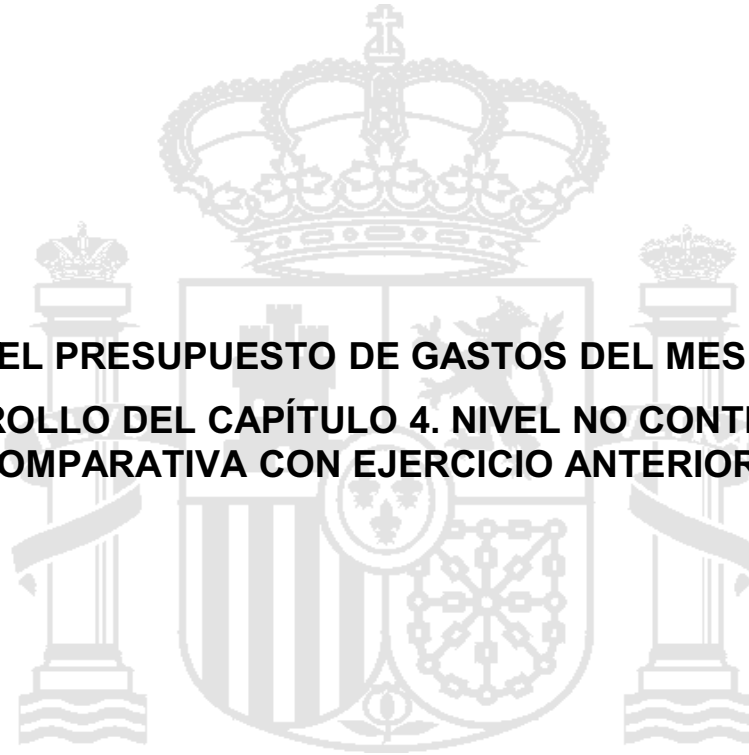 EL PRESUPUESTO DE GASTOS DEL MES
ROLLO DEL CAPÍTULO 4. NIVEL NO CONT
OMPARATIVA CON EJERCICIO ANTERIOR